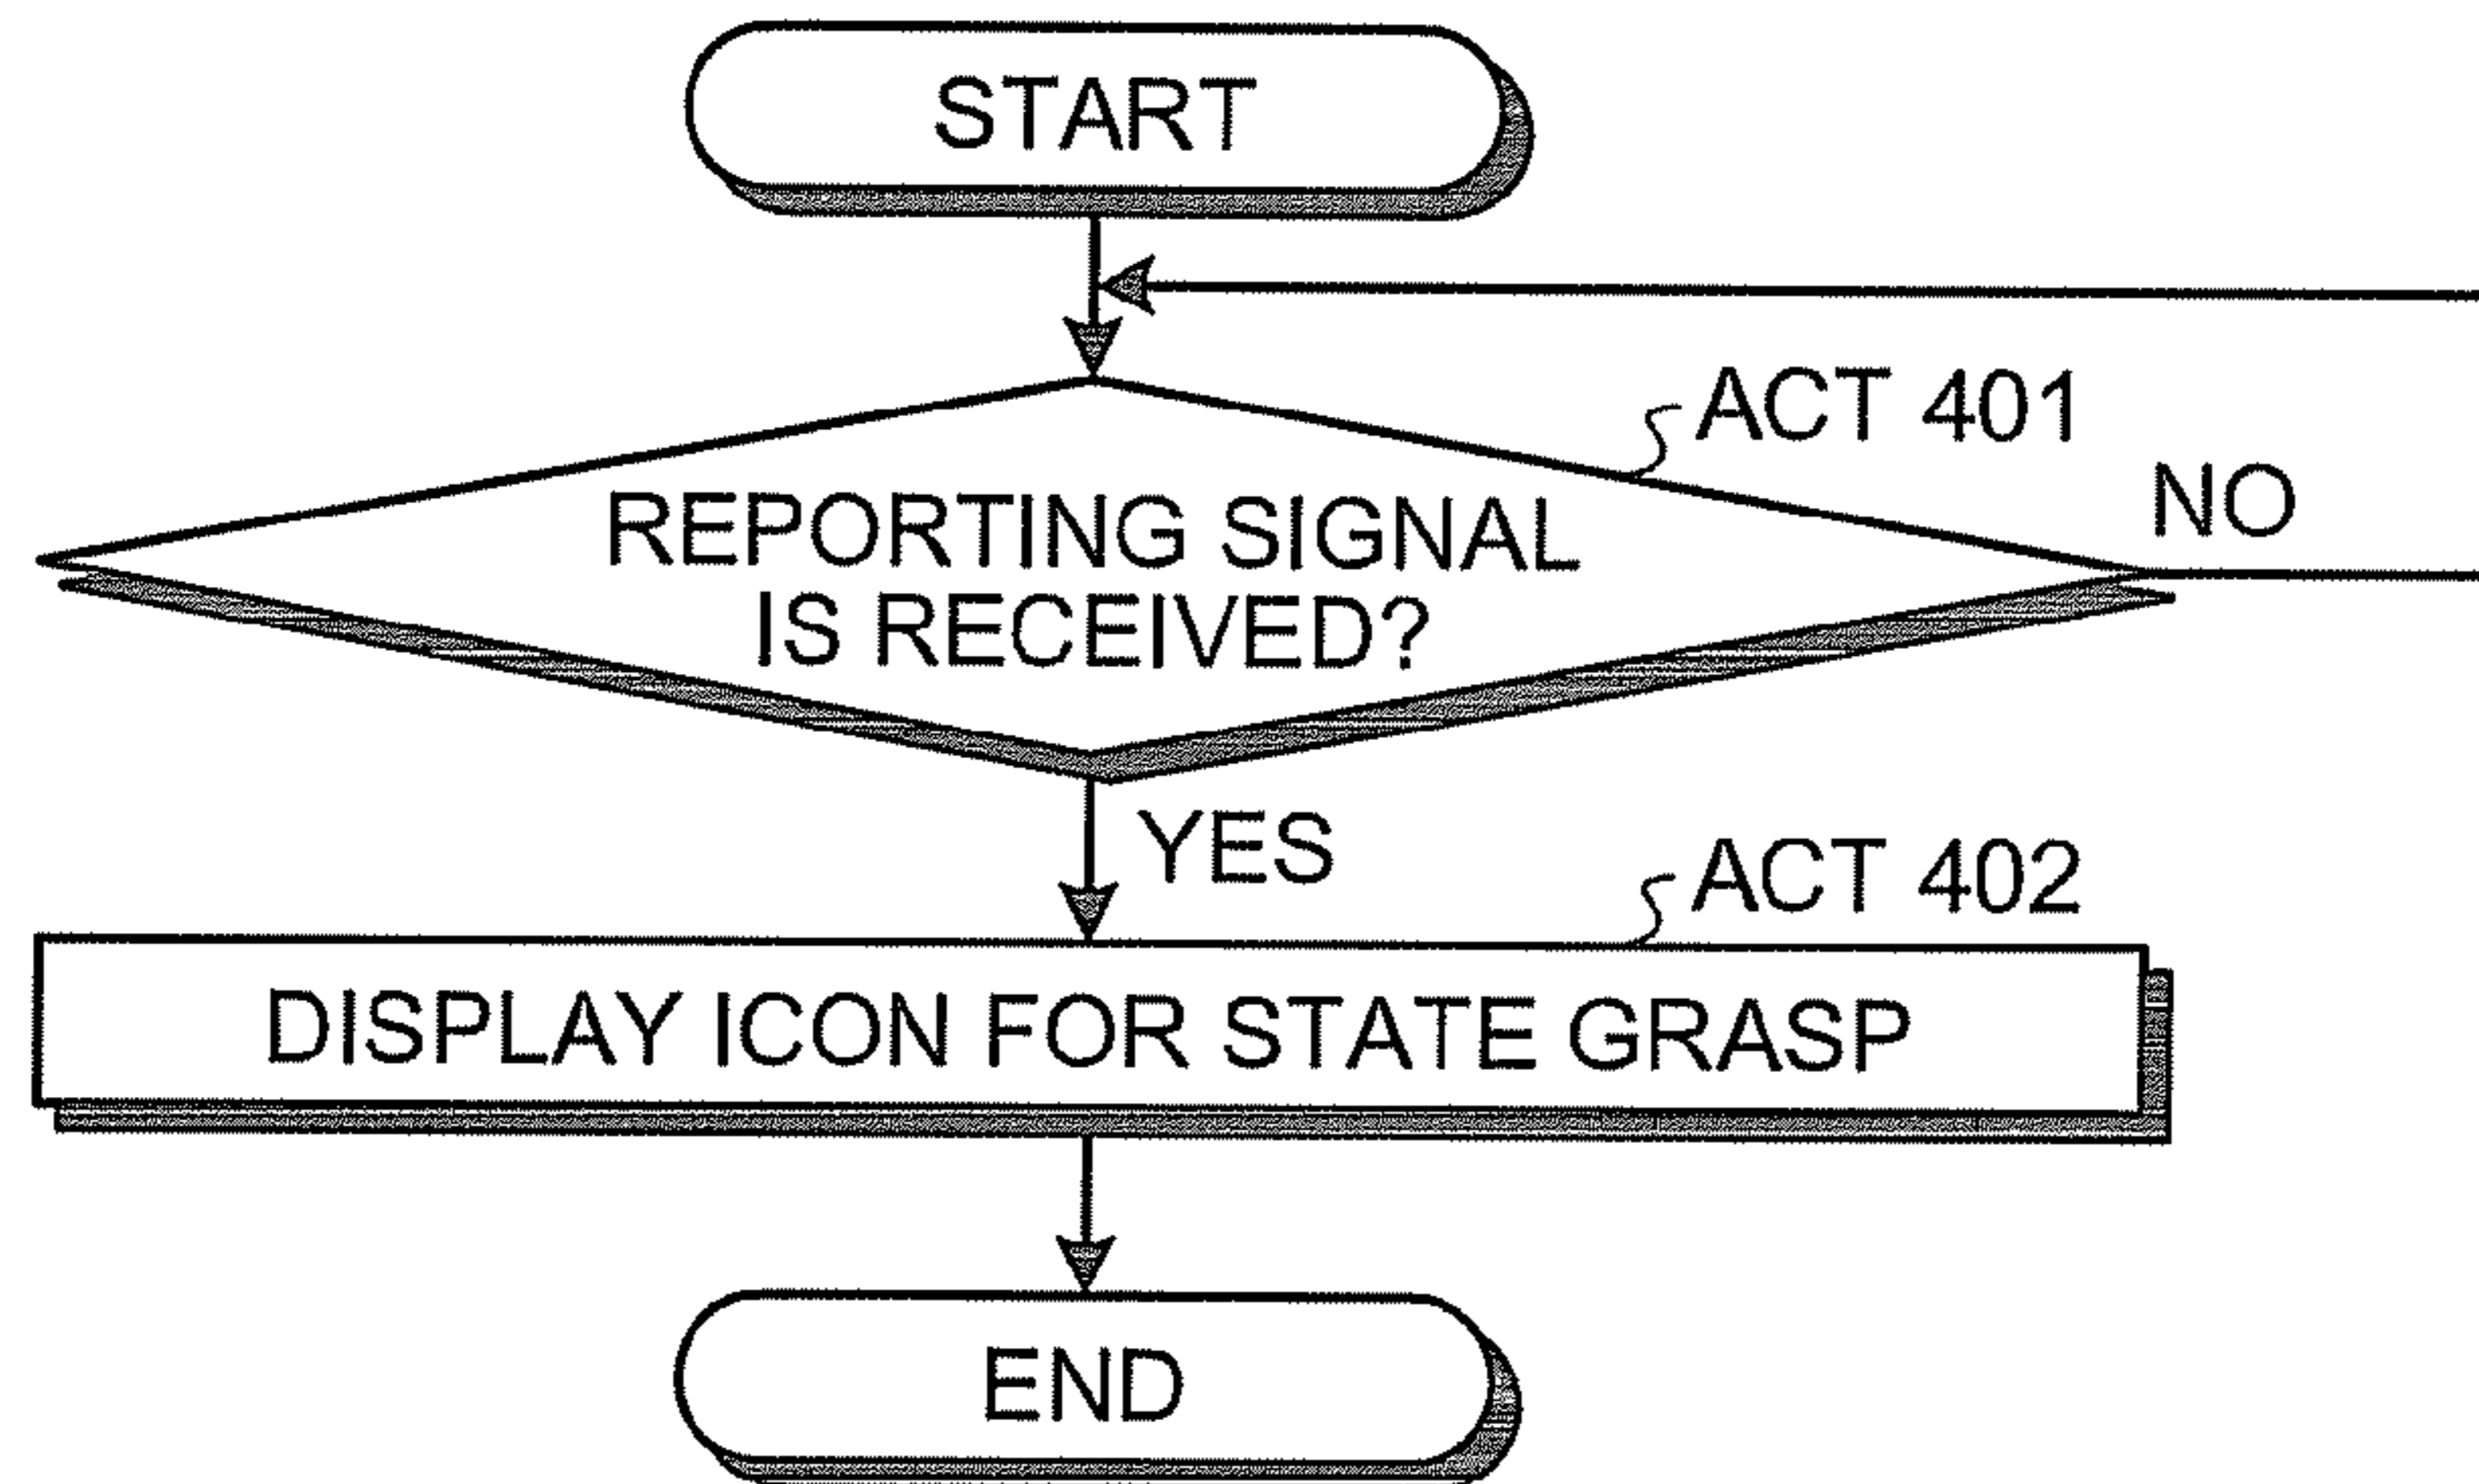 START
ACT 401
NO
REPORTING SIGNAL
IS RECEIVED?
YES
ACT 402
DISPLAY ICON FOR STATE GRASP
END